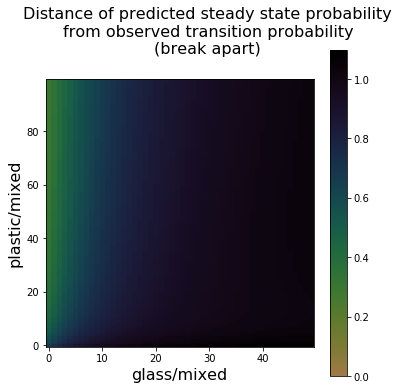 Distance of predicted steady state probability
from observed transition probability
(break apart)
plastic/mixed
80
60
40
20
0
0 10 20 30 40
glass/mixed
1.0
0.8
0.6
0.4
0.2
0.0